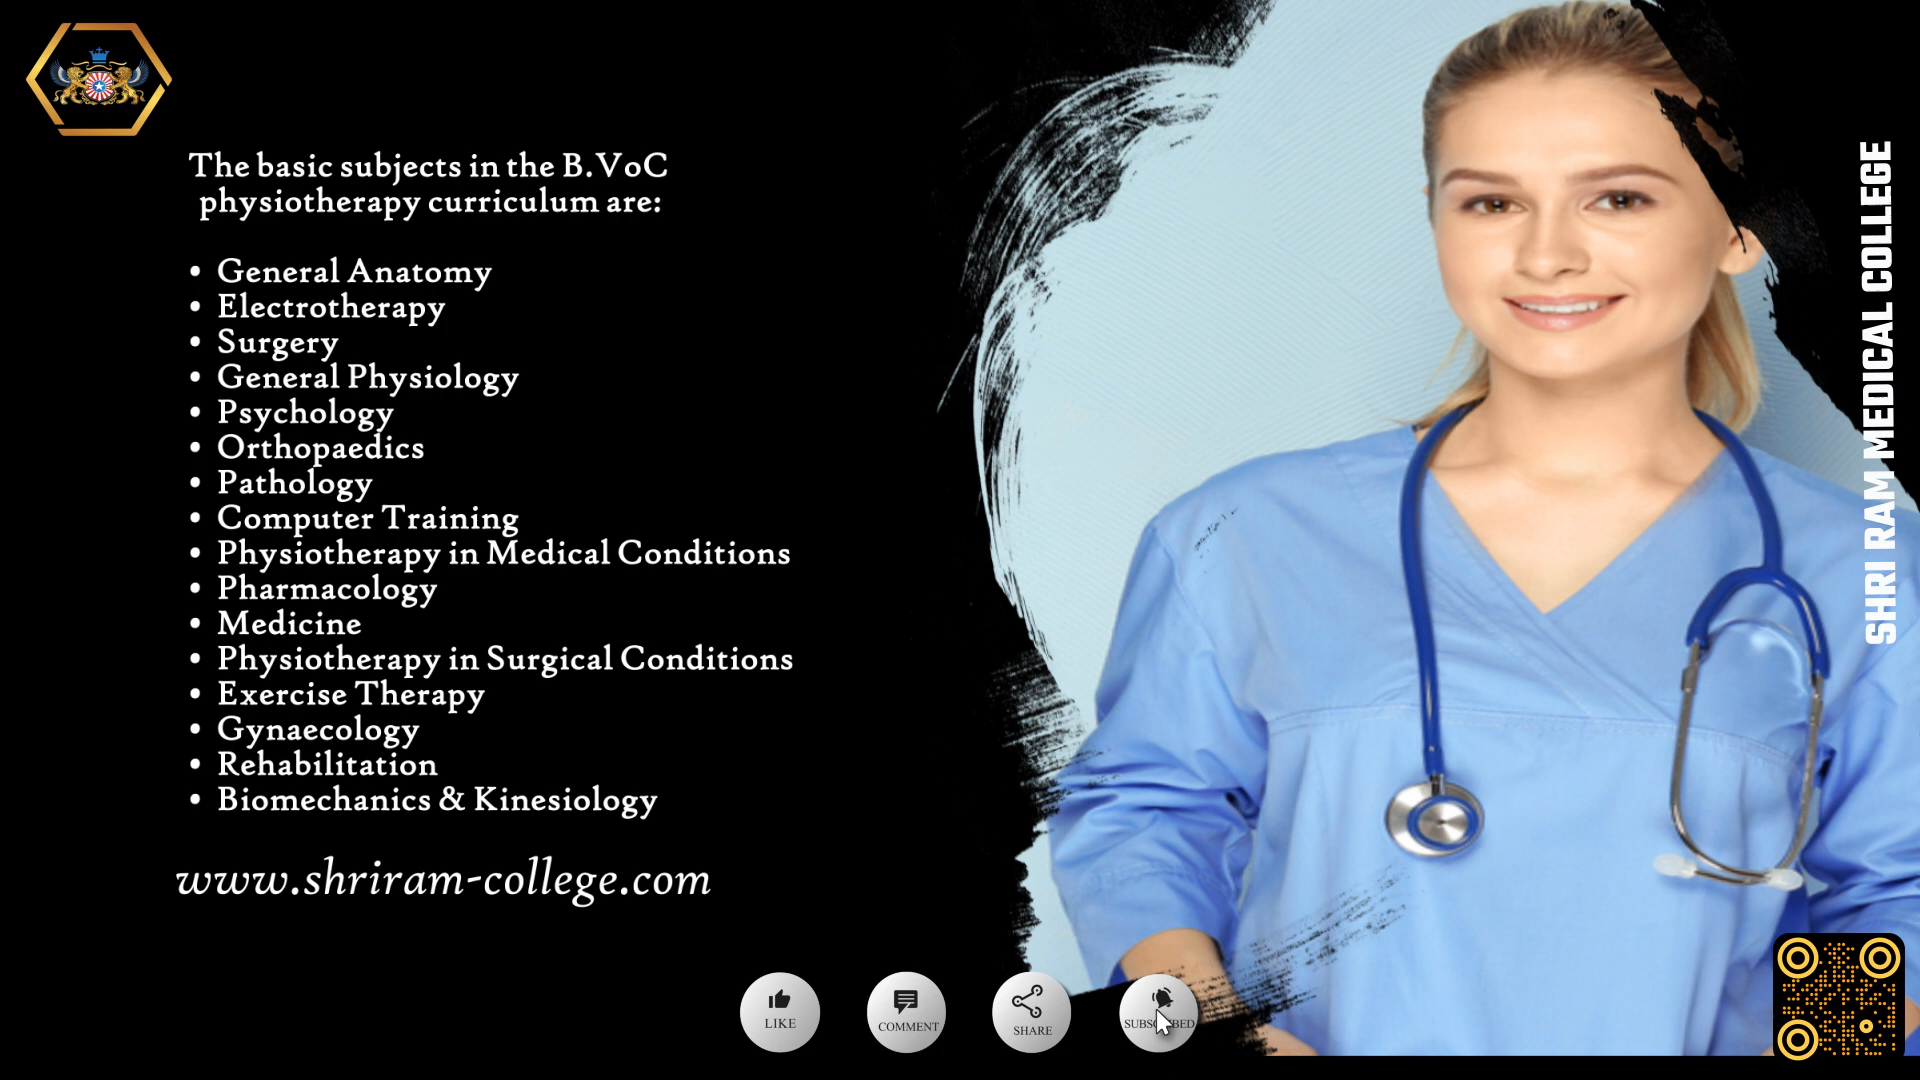 The basic subjects in the B.VoC
physiotherapy curriculum are:
• General Anatomy
• Electrotherapy
• Surgery
• General Physiology
• Psychology
• Orthopaedics
• Pathology
• Computer Training
• Physiotherapy in Medical Conditions
• Pharmacology
• Medicine
• Physiotherapy in Surgical Conditions
• Exercise Therapy
• Gynaecology
• Rehabilitation
• Biomechanics & Kinesiology
www.shriram-college.com
SHRI RAM MEDICAL COLLEGE
LIKE
COMMENT
SHARE